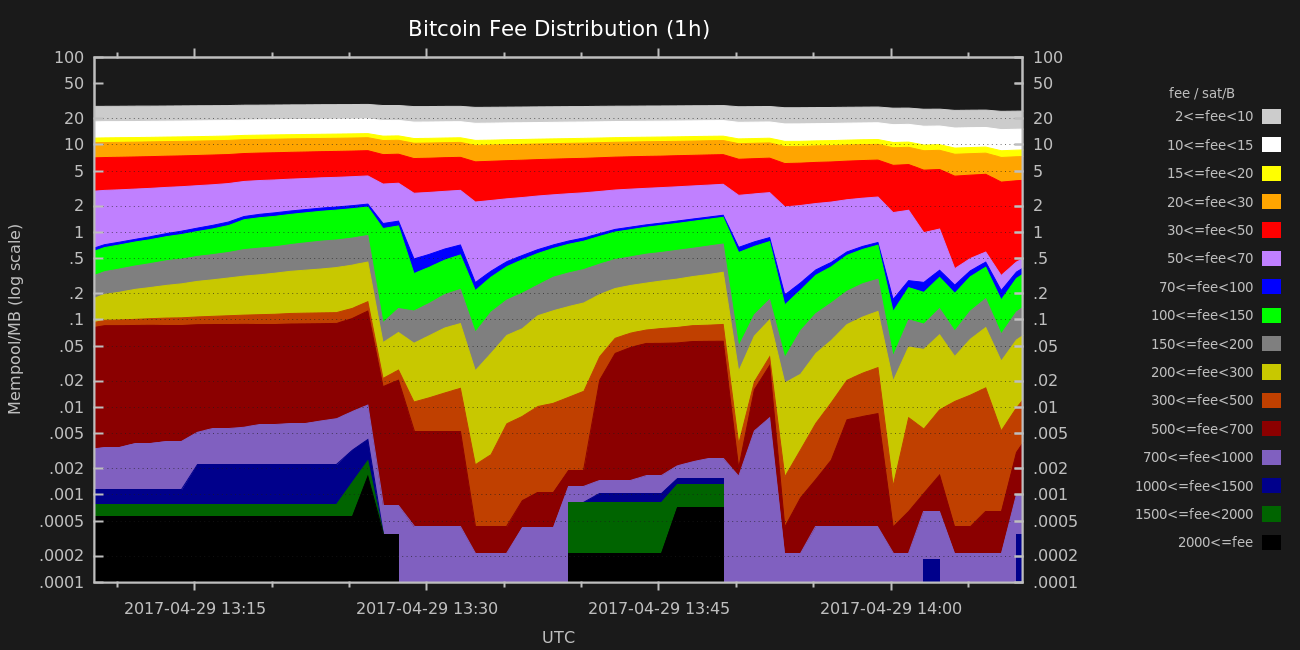 Bitcoin Fee Distribution (1h)
100
50
20
10
5
2
1
.5
.2
.1
.05
.02
.01
.005
.002
.001
.0005
.0002
.0001
Mempool/MB (log scale)
100
50
20
10
5
2
1
.5
.2
.1
.05
.02
.01
.005
.002
.001
.0005
.0002
.0001
2017-04-29 13:15
2017-04-29 13:30
2017-04-29 13:45
2017-04-29 14:00
UTC
fee / sat/B
2<=fee<10
10<=fee<15
15<=fee<20
20<=fee<30
30<=fee<50
50<=fee<70
70<=fee<100
100<=fee<150
150<=fee<200
200<=fee<300
300<=fee<500
500<=fee<700
700<=fee<1000
1000<=fee<1500
1500<=fee<2000
2000<=fee